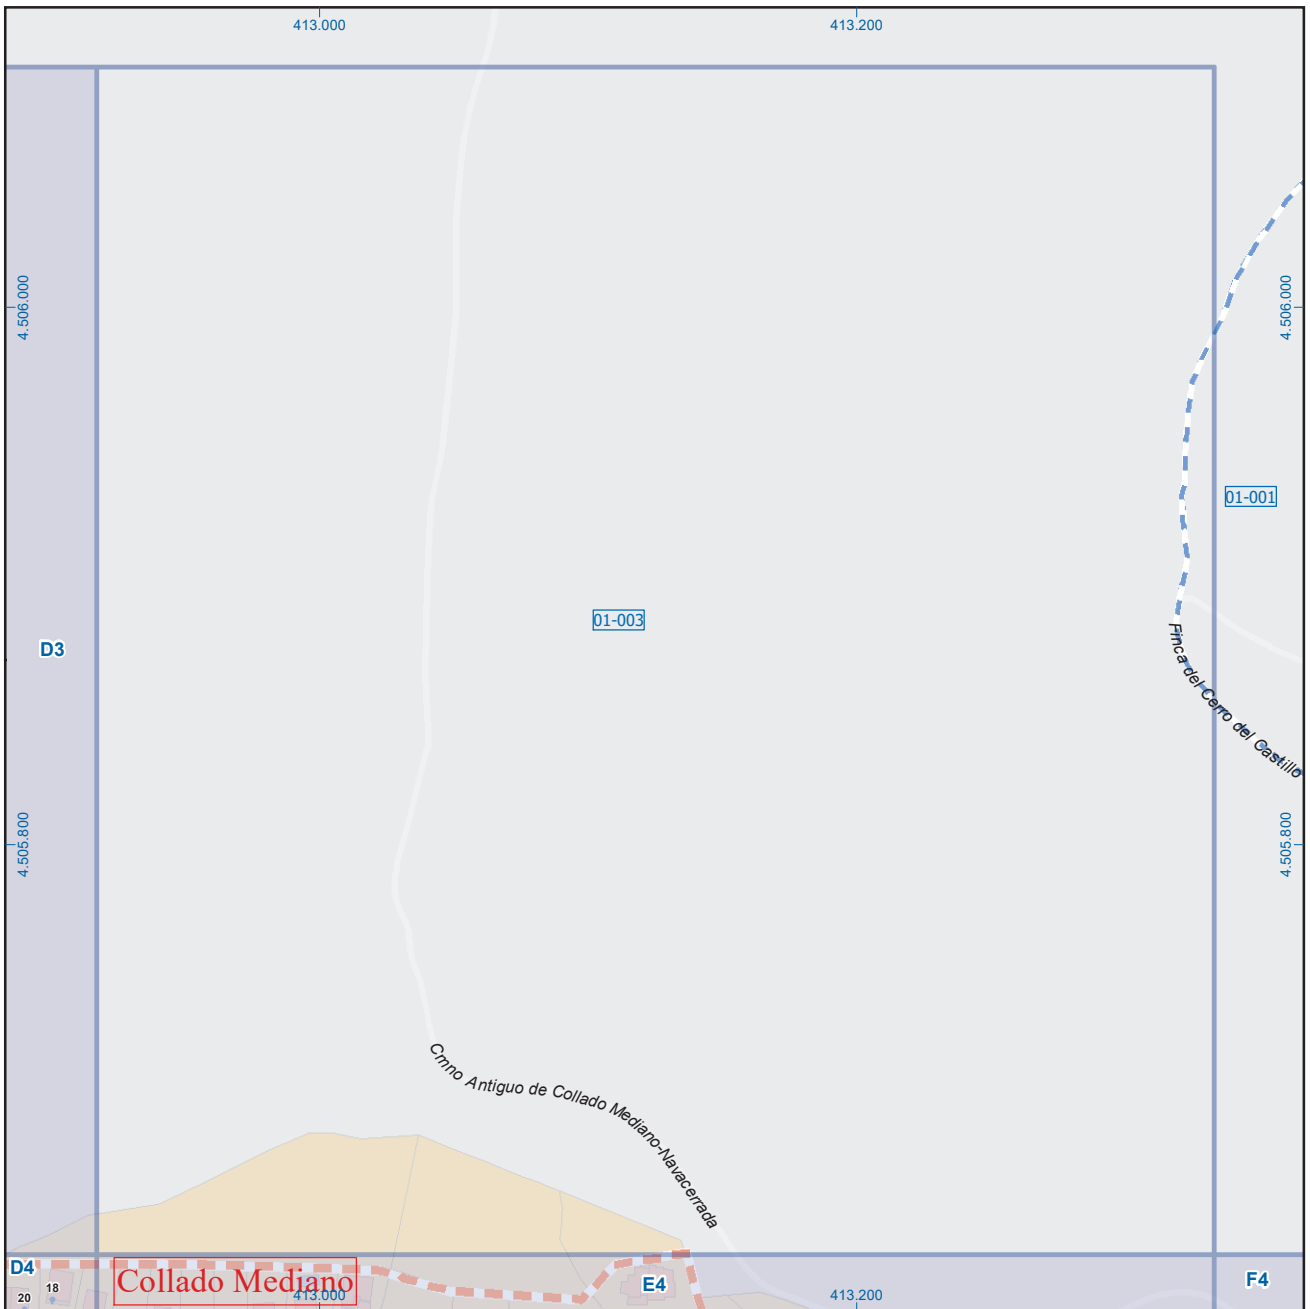 413.000
413.200
4.506.000
4.506.000
01-001
01-003
D3
Finca del Cerro del Castillo
4.505.800
4.505.800
Cmno Antiguo de Collado Mediano-Navacerrada
D4
Collado Mediano
E4
F4
18
20
413.000
413.200